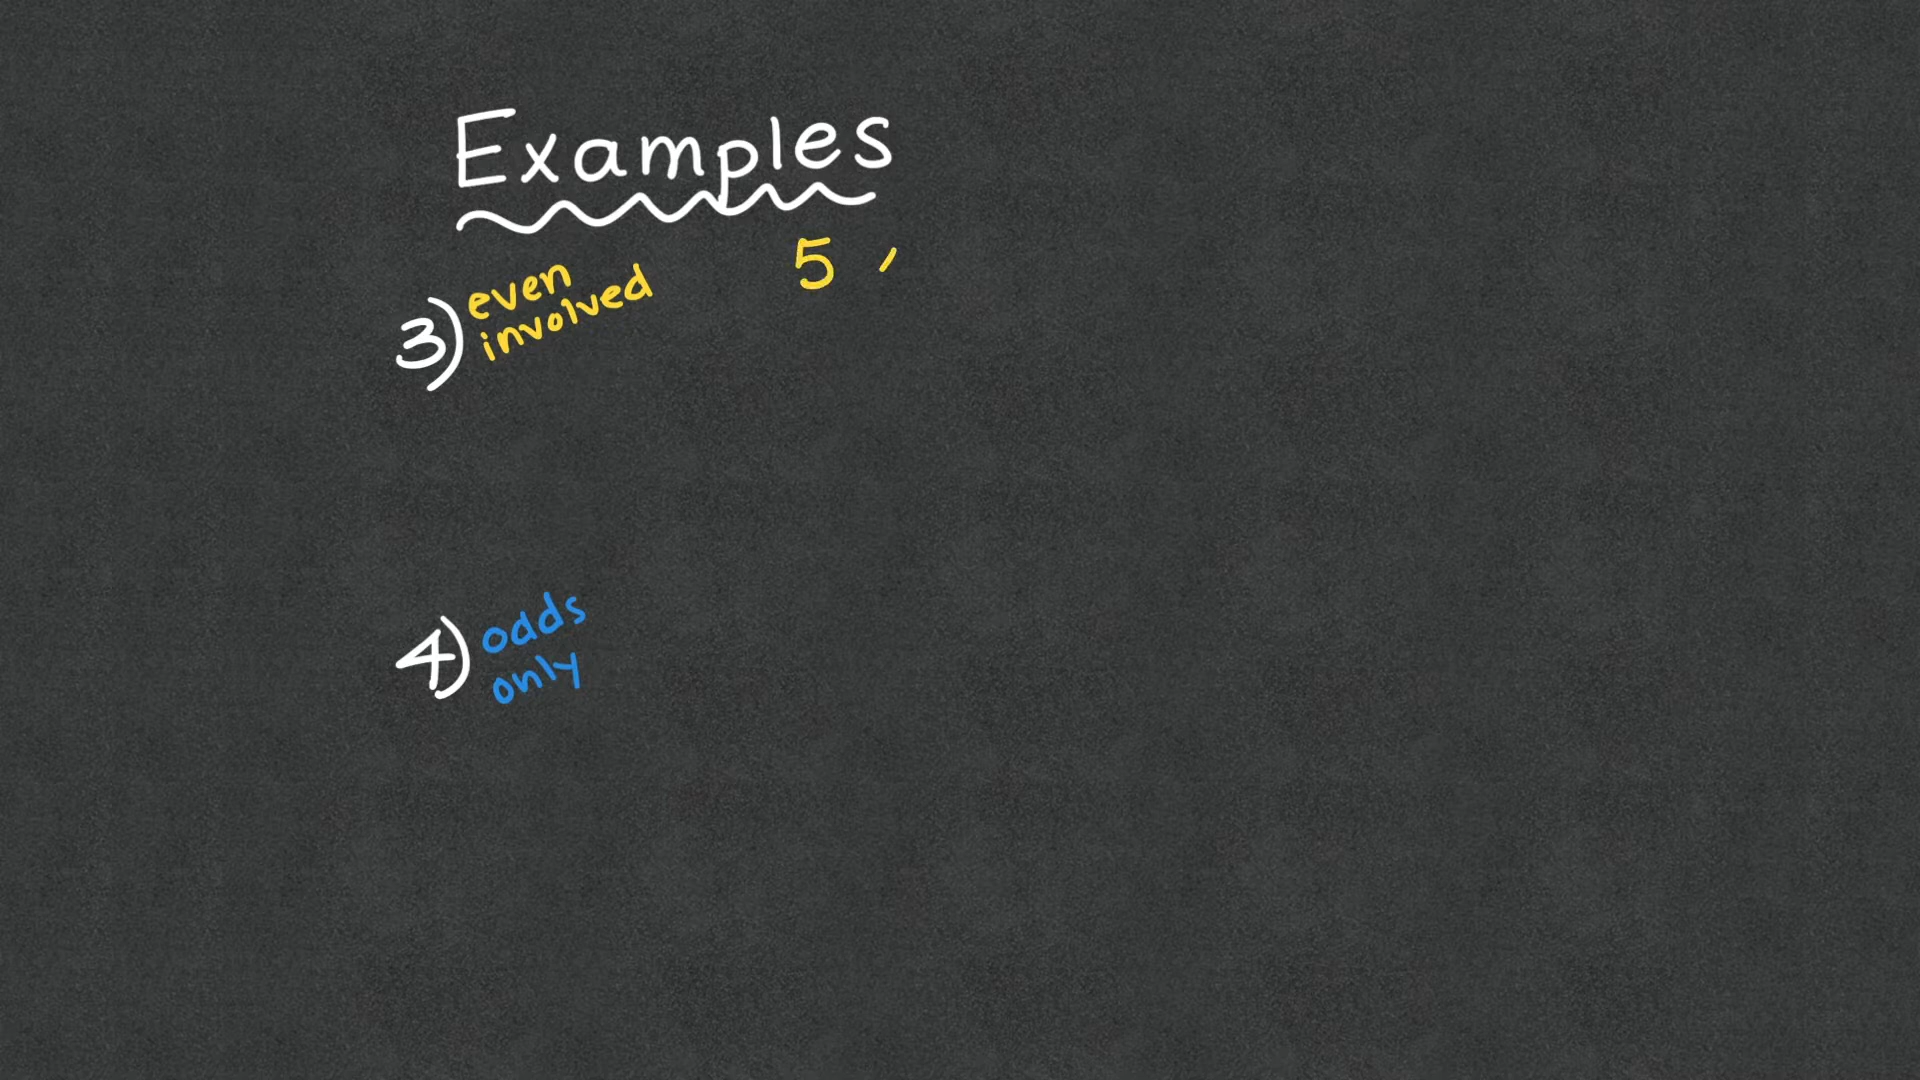 Examples
5 ,
3) even
involved
4) odds
only